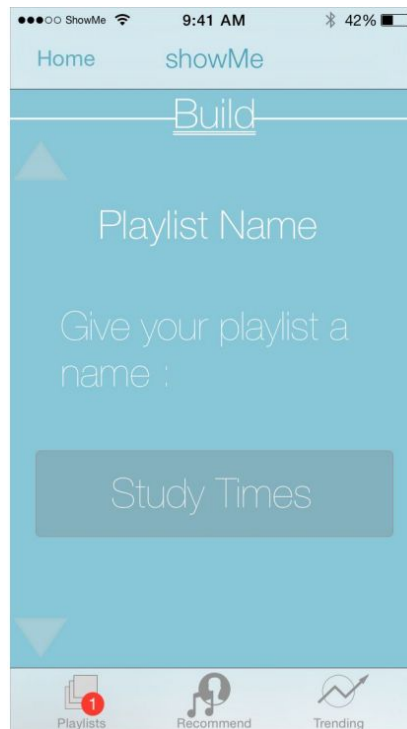 ShowMe 9:41 AM 42%
Home showMe
Build
Playlist Name
Give your playlist a
name :
Study Times
1
Playlists Recommend Trending